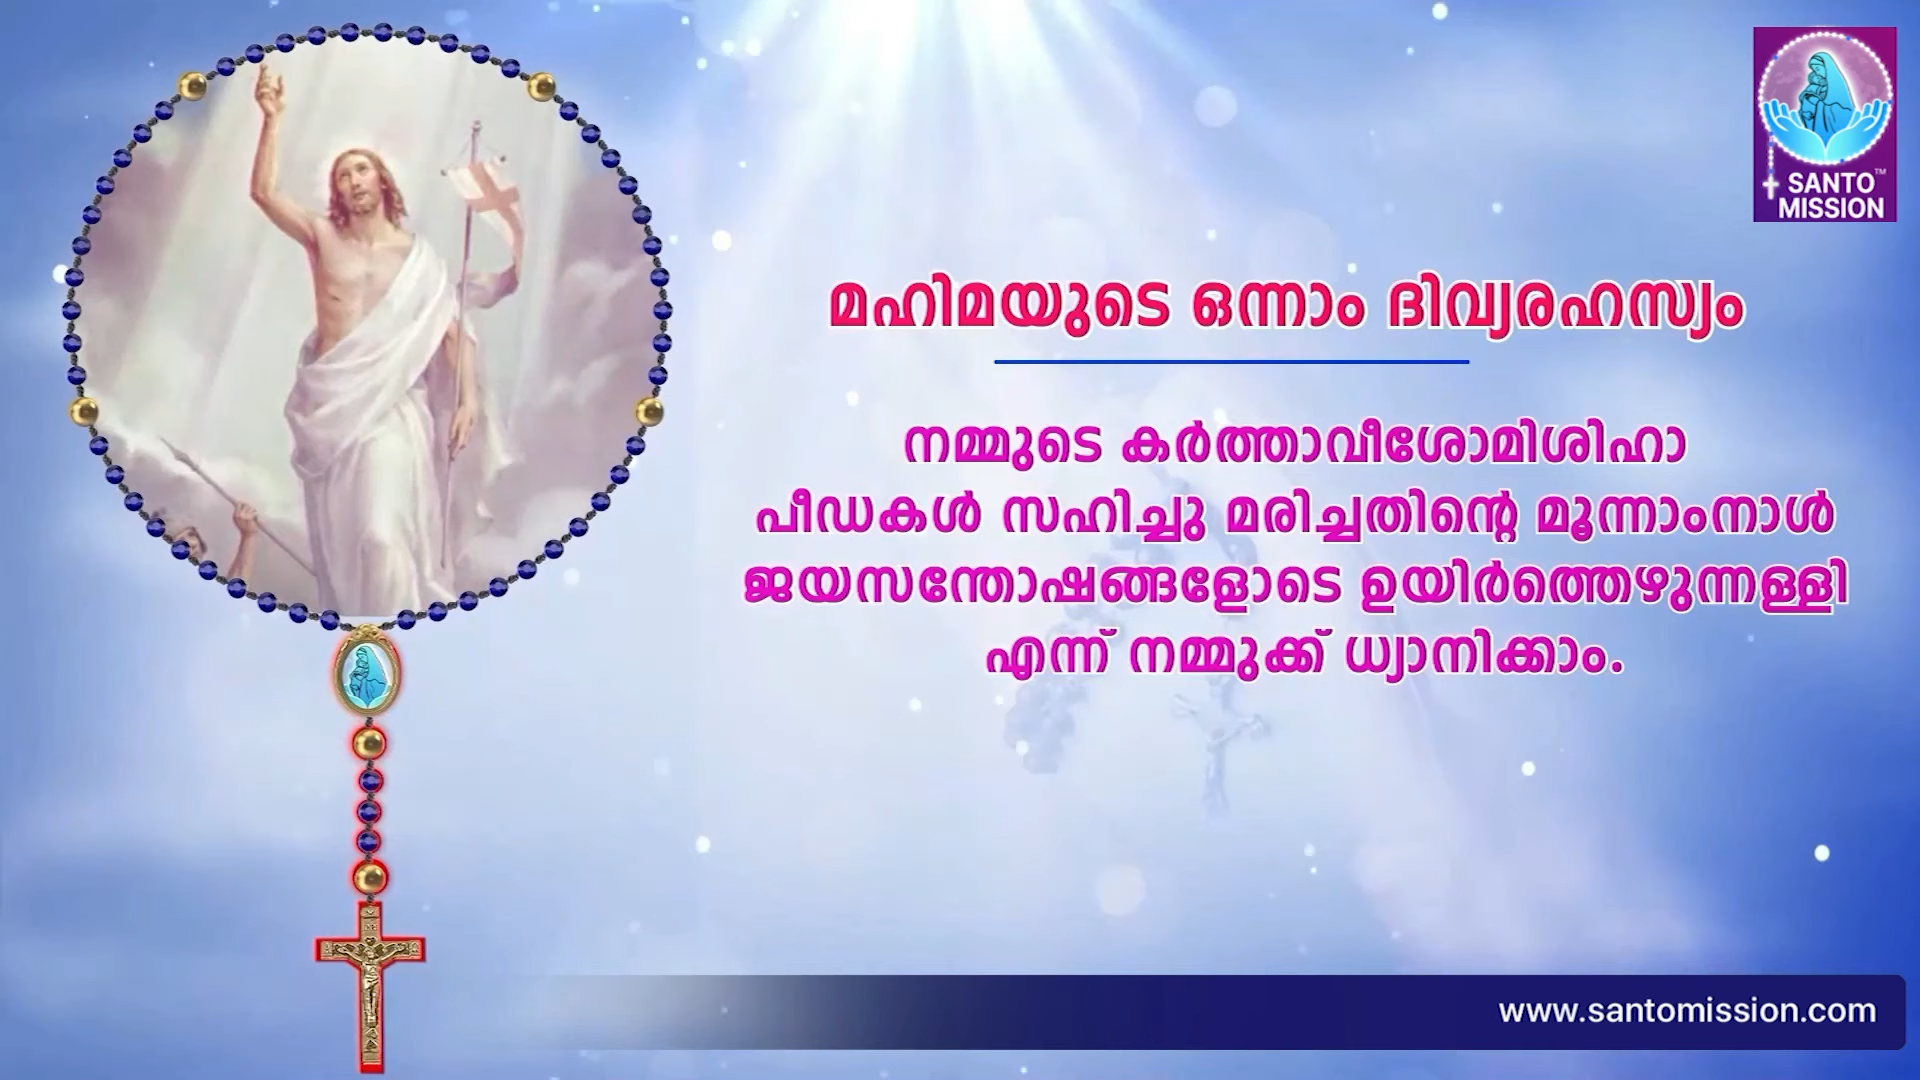 SANTO™
MISSION
മഹിമയുടെ ഒന്നാം ദിവ്യരഹസ്യം
നമ്മുടെ കർത്താവീശോമിശിഹാ
പീഡകൾ സഹിച്ചു മരിച്ചതിന്റെ മൂന്നാംനാൾ
ജയസന്തോഷങ്ങളോടെ ഉയിർത്തെഴുന്നള്ളി
എന്ന് നമ്മുക്ക് ധ്യാനിക്കാം.
www.santomission.com